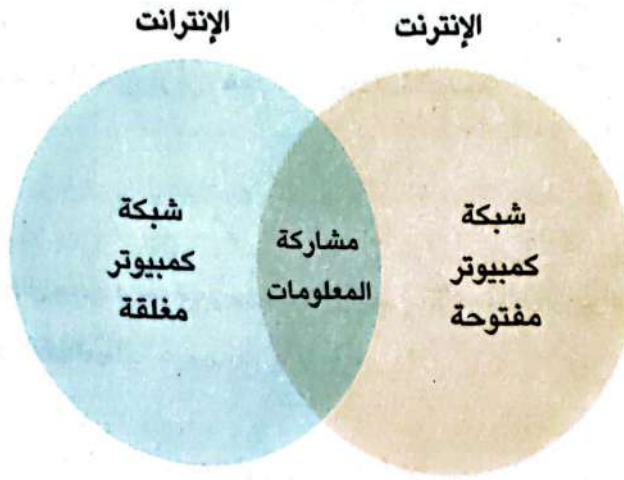 الإنترنت
الإنترانت
شبكة
كمبيوتر
مفتوحة
مشاركة
المعلومات
شبكة
كمبيوتر
مغلقة